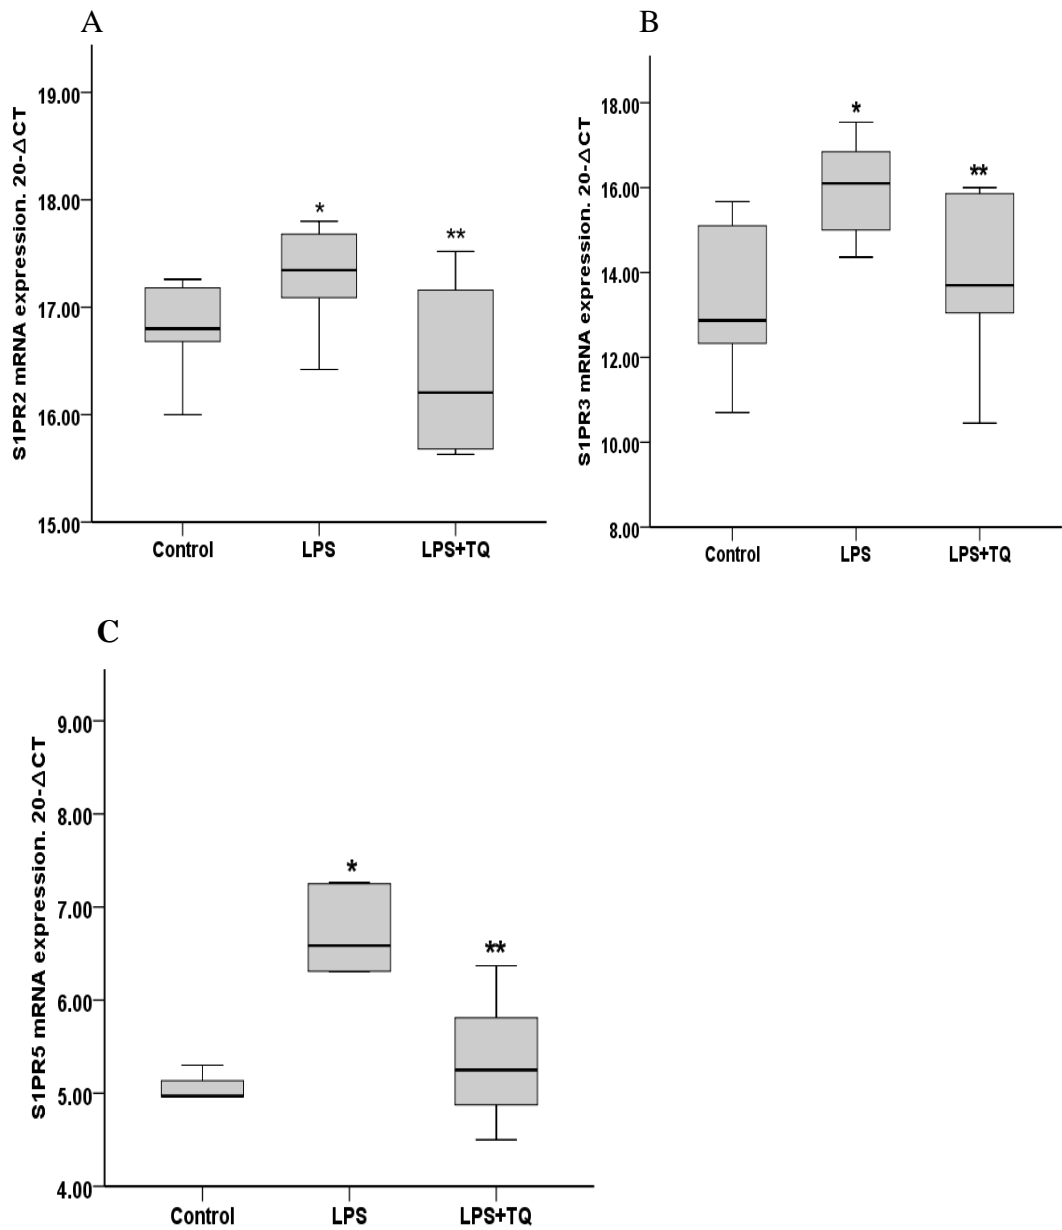 A
S1PR2 mRNA expression. 20-ΔCT
19.00
18.00
17.00
16.00
15.00
*
**
Control LPS LPS+TQ
B
S1PR3 mRNA expression. 20-ΔCT
18.00
16.00
14.00
12.00
10.00
8.00
*
**
Control LPS LPS+TQ
C
S1PR5 mRNA expression. 20-ΔCT
9.00
8.00
7.00
6.00
5.00
4.00
*
**
Control LPS LPS+TQ